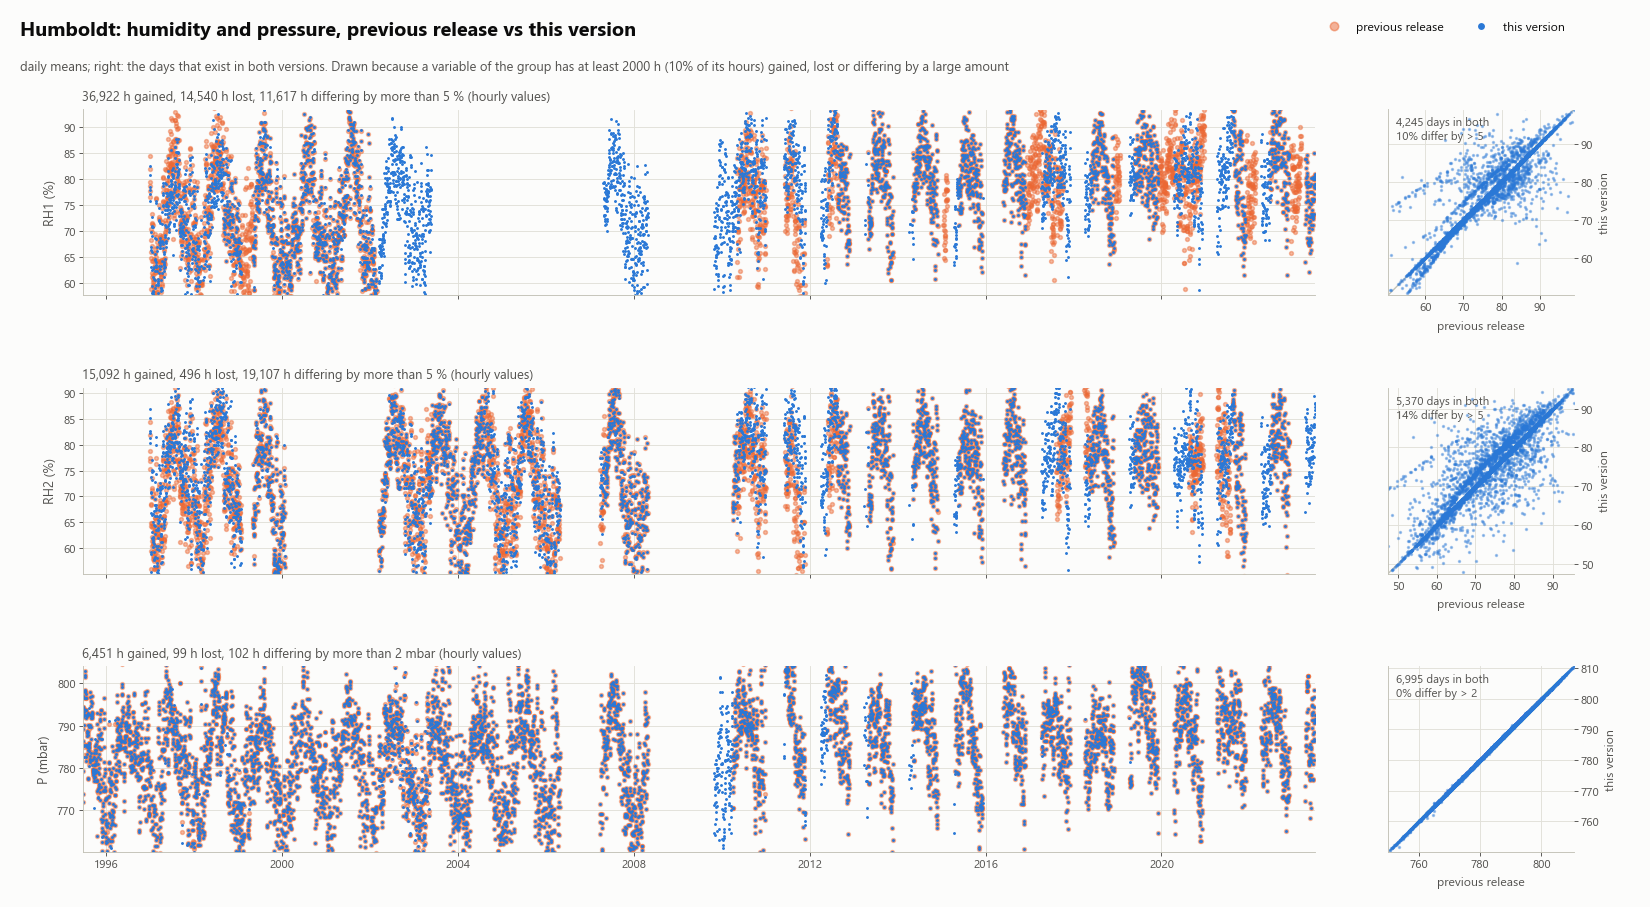 Humboldt: humidity and pressure, previous release vs this version
previous release
this version
daily means; right: the days that exist in both versions. Drawn because a variable of the group has at least 2000 h (10% of its hours) gained, lost or differing by a large amount
36,922 h gained, 14,540 h lost, 11,617 h differing by more than 5 % (hourly values)
RH1 (%)
90
85
80
75
70
65
60
4,245 days in both
10% differ by > 5
90
80
70
60
this version
60 70 80 90
previous release
15,092 h gained, 496 h lost, 19,107 h differing by more than 5 % (hourly values)
RH2 (%)
90
85
80
75
70
65
60
5,370 days in both
14% differ by > 5
90
80
70
60
50
this version
50 60 70 80 90
previous release
6,451 h gained, 99 h lost, 102 h differing by more than 2 mbar (hourly values)
P (mbar)
800
790
780
770
1996 2000 2004 2008 2012 2016 2020
6,995 days in both
0% differ by > 2
810
800
790
780
770
760
this version
760 780 800
previous release